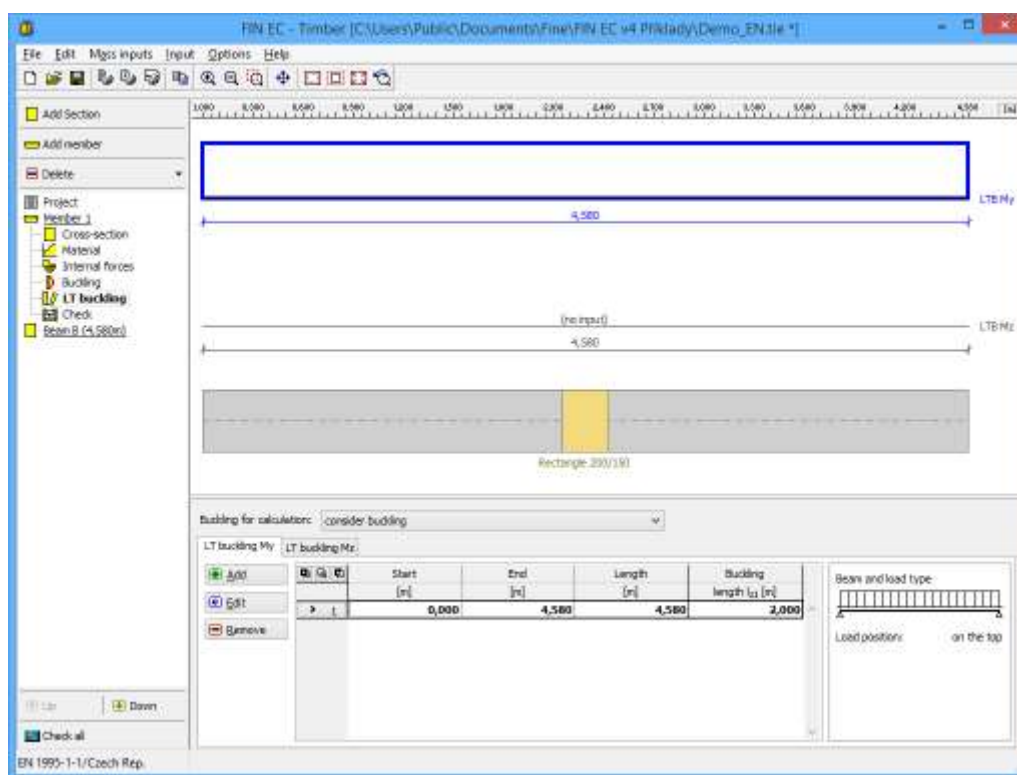 FIN EC - Timber [C:\Users\Public\Documents\Fine\FIN EC v4 Příklady\Demo_EN.tie *]
File Edit Mass inputs Input Options Help
Add Section
Add member
Delete
Project
Member 1
Cross-section
Material
Internal forces
Buckling
LT buckling
Check
Beam B (4,580m)
Up Down
Check all
LTB My
4,580
(no input)
LTB Mz
4,580
Rectangle 200/150
Buckling for calculation: consider buckling
LT buckling My LT buckling Mz
Add
Edit
Remove
Start End Length Buckling
[m] [m] [m] length l [m]
1 0,000 4,580 4,580 2,000
Beam and load type
Load position: on the top
EN 1995-1-1/Czech Rep.